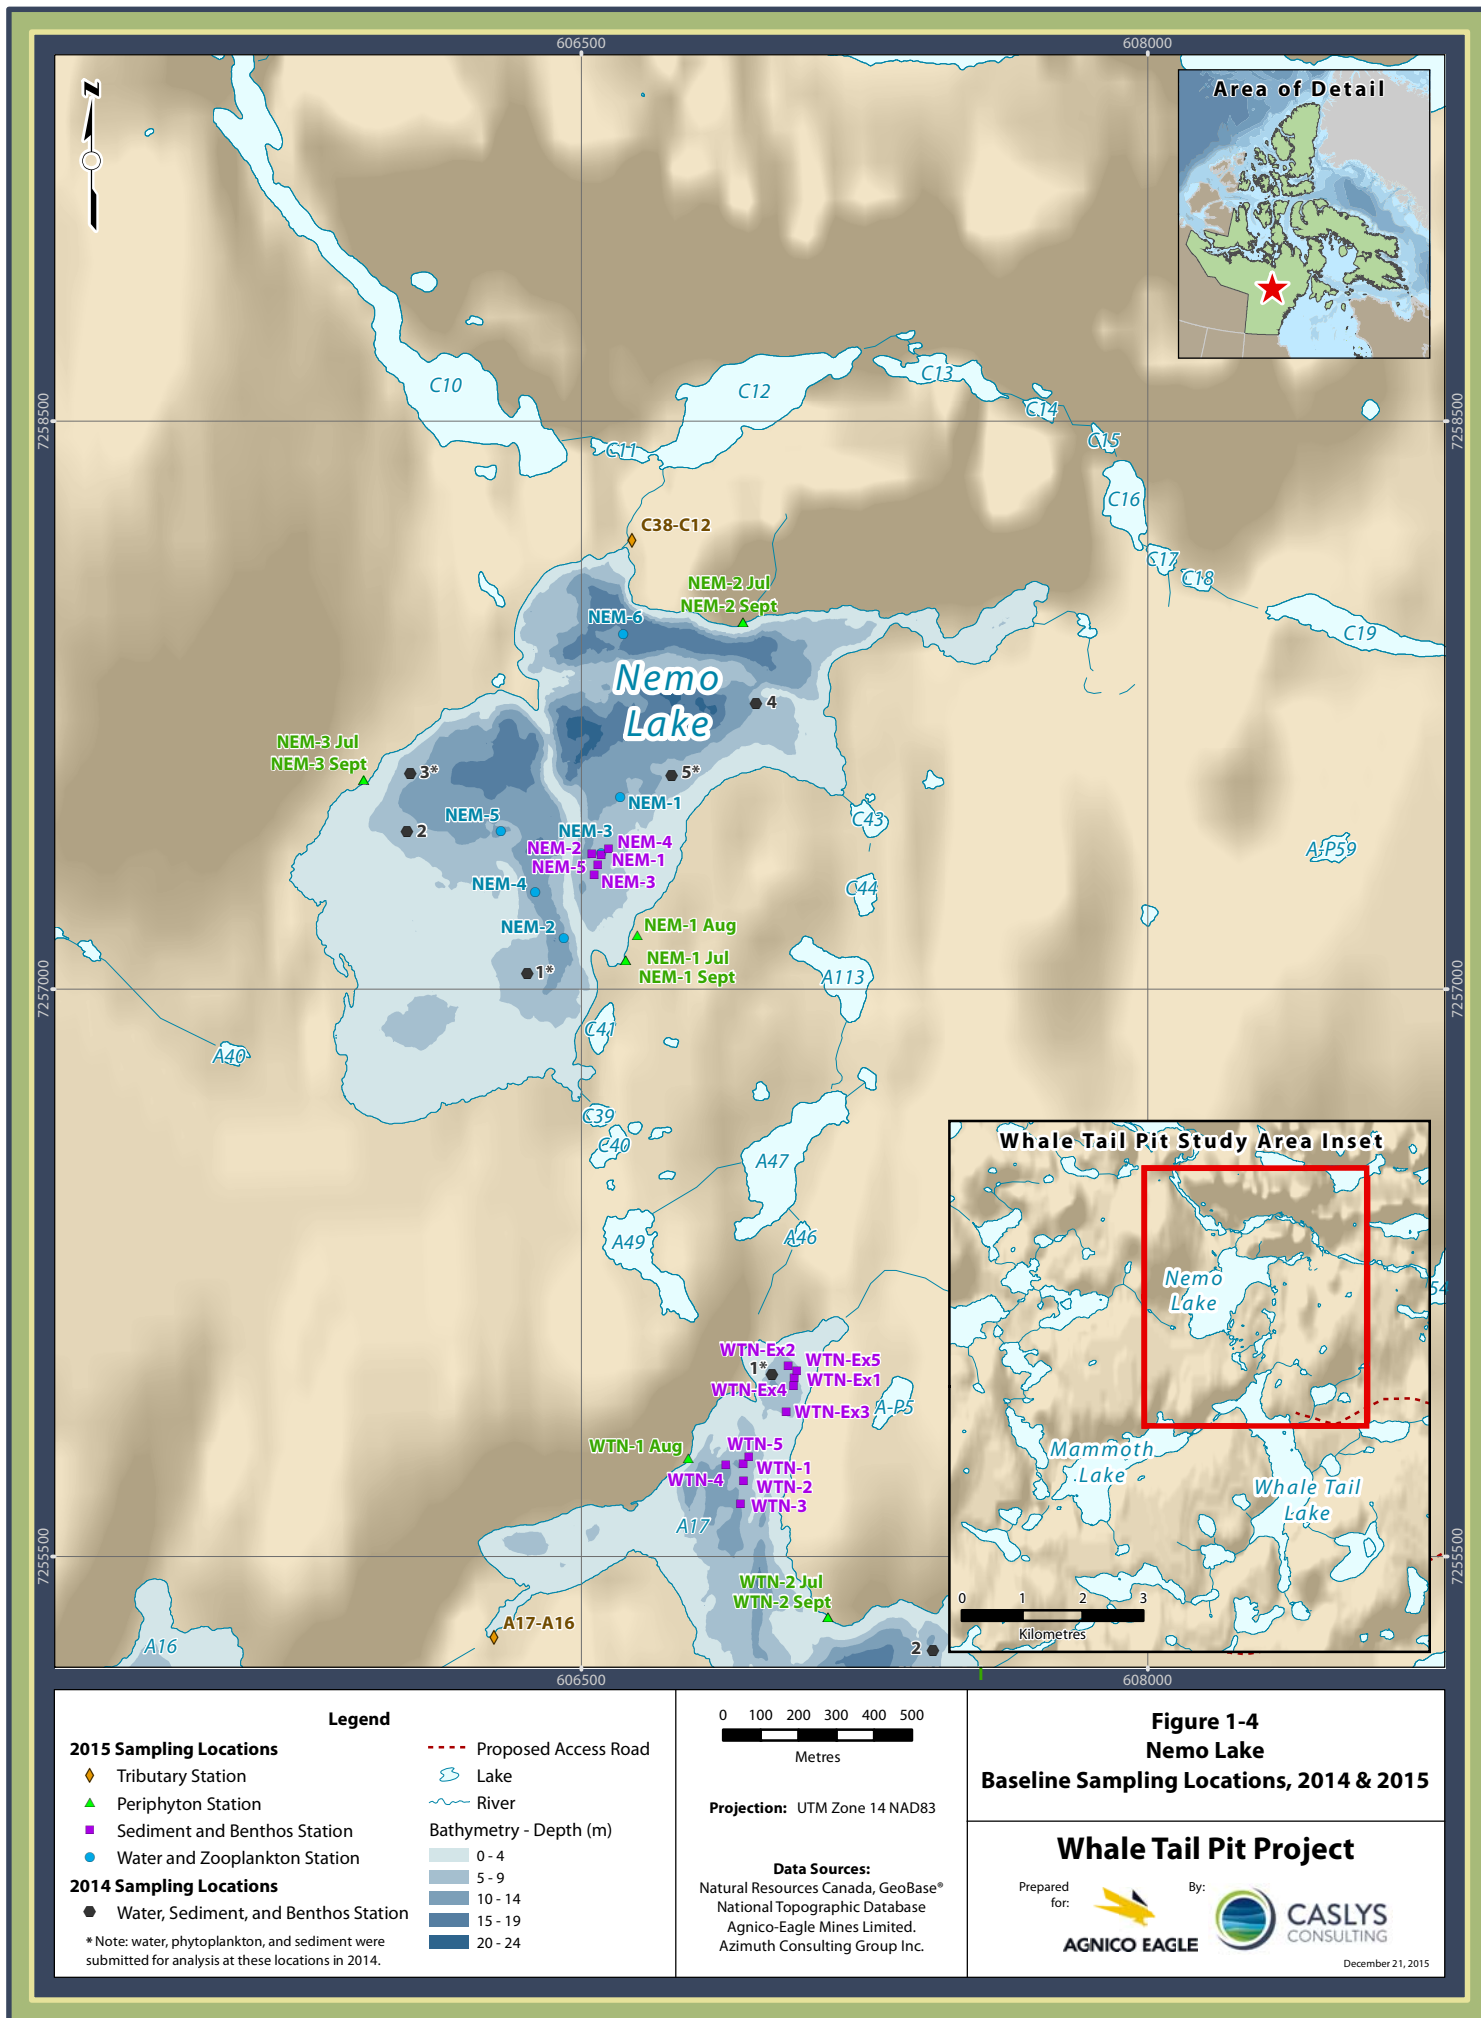 606500
608000
N
Area of Detail
C10
C12
C13
C14
7258500
7258500
C11
C15
C16
C38-C12
C17
C18
NEM-2 Jul
NEM-2 Sept
NEM-6
C19
Nemo
Lake
4
NEM-3 Jul
NEM-3 Sept
3*
5*
NEM-1
NEM-5
2
NEM-3
C43
NEM-2
NEM-4
NEM-1
A-P59
NEM-5
NEM-4
NEM-3
C44
NEM-2
NEM-1 Aug
1*
NEM-1 Jul
NEM-1 Sept
A113
7257000
7257000
C41
A40
C39
C40
A47
A49
A46
Whale Tail Pit Study Area Inset
Nemo
Lake
54
Mammoth
Lake
Whale Tail
Lake
0 1 2 3
Kilometres
WTN-Ex2
1*
WTN-Ex5
WTN-Ex1
WTN-Ex4
WTN-Ex3
A-P5
WTN-1 Aug
WTN-5
WTN-1
WTN-4
WTN-2
WTN-3
A17
7255500
7255500
WTN-2 Jul
WTN-2 Sept
A17-A16
A16
2
606500
608000
Legend
2015 Sampling Locations
Tributary Station
Periphyton Station
Sediment and Benthos Station
Water and Zooplankton Station
2014 Sampling Locations
Water, Sediment, and Benthos Station
* Note: water, phytoplankton, and sediment were
submitted for analysis at these locations in 2014.
Proposed Access Road
Lake
River
Bathymetry - Depth (m)
0 - 4
5 - 9
10 - 14
15 - 19
20 - 24
0 100 200 300 400 500
Metres
Projection: UTM Zone 14 NAD83
Data Sources:
Natural Resources Canada, GeoBase®
National Topographic Database
Agnico-Eagle Mines Limited.
Azimuth Consulting Group Inc.
Figure 1-4
Nemo Lake
Baseline Sampling Locations, 2014 & 2015
Whale Tail Pit Project
Prepared
for:
AGNICO EAGLE
By:
CASLYS
CONSULTING
December 21, 2015